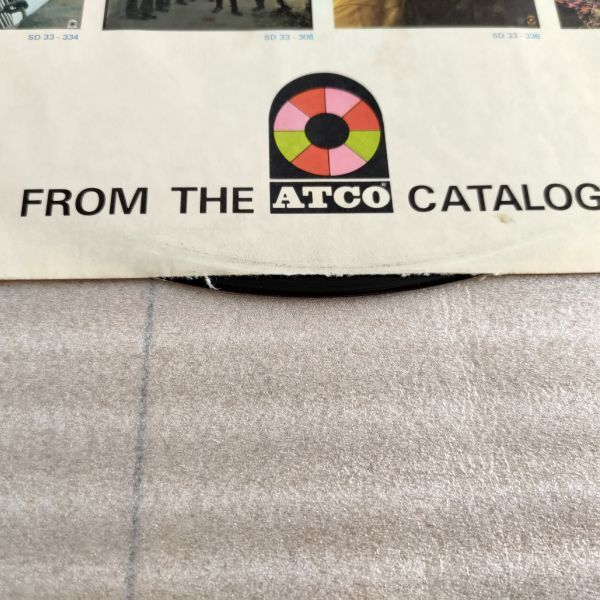 SD 33 - 334 SD 33 - 308 SD 33 - 336
FROM THE ATCO® CATALOG